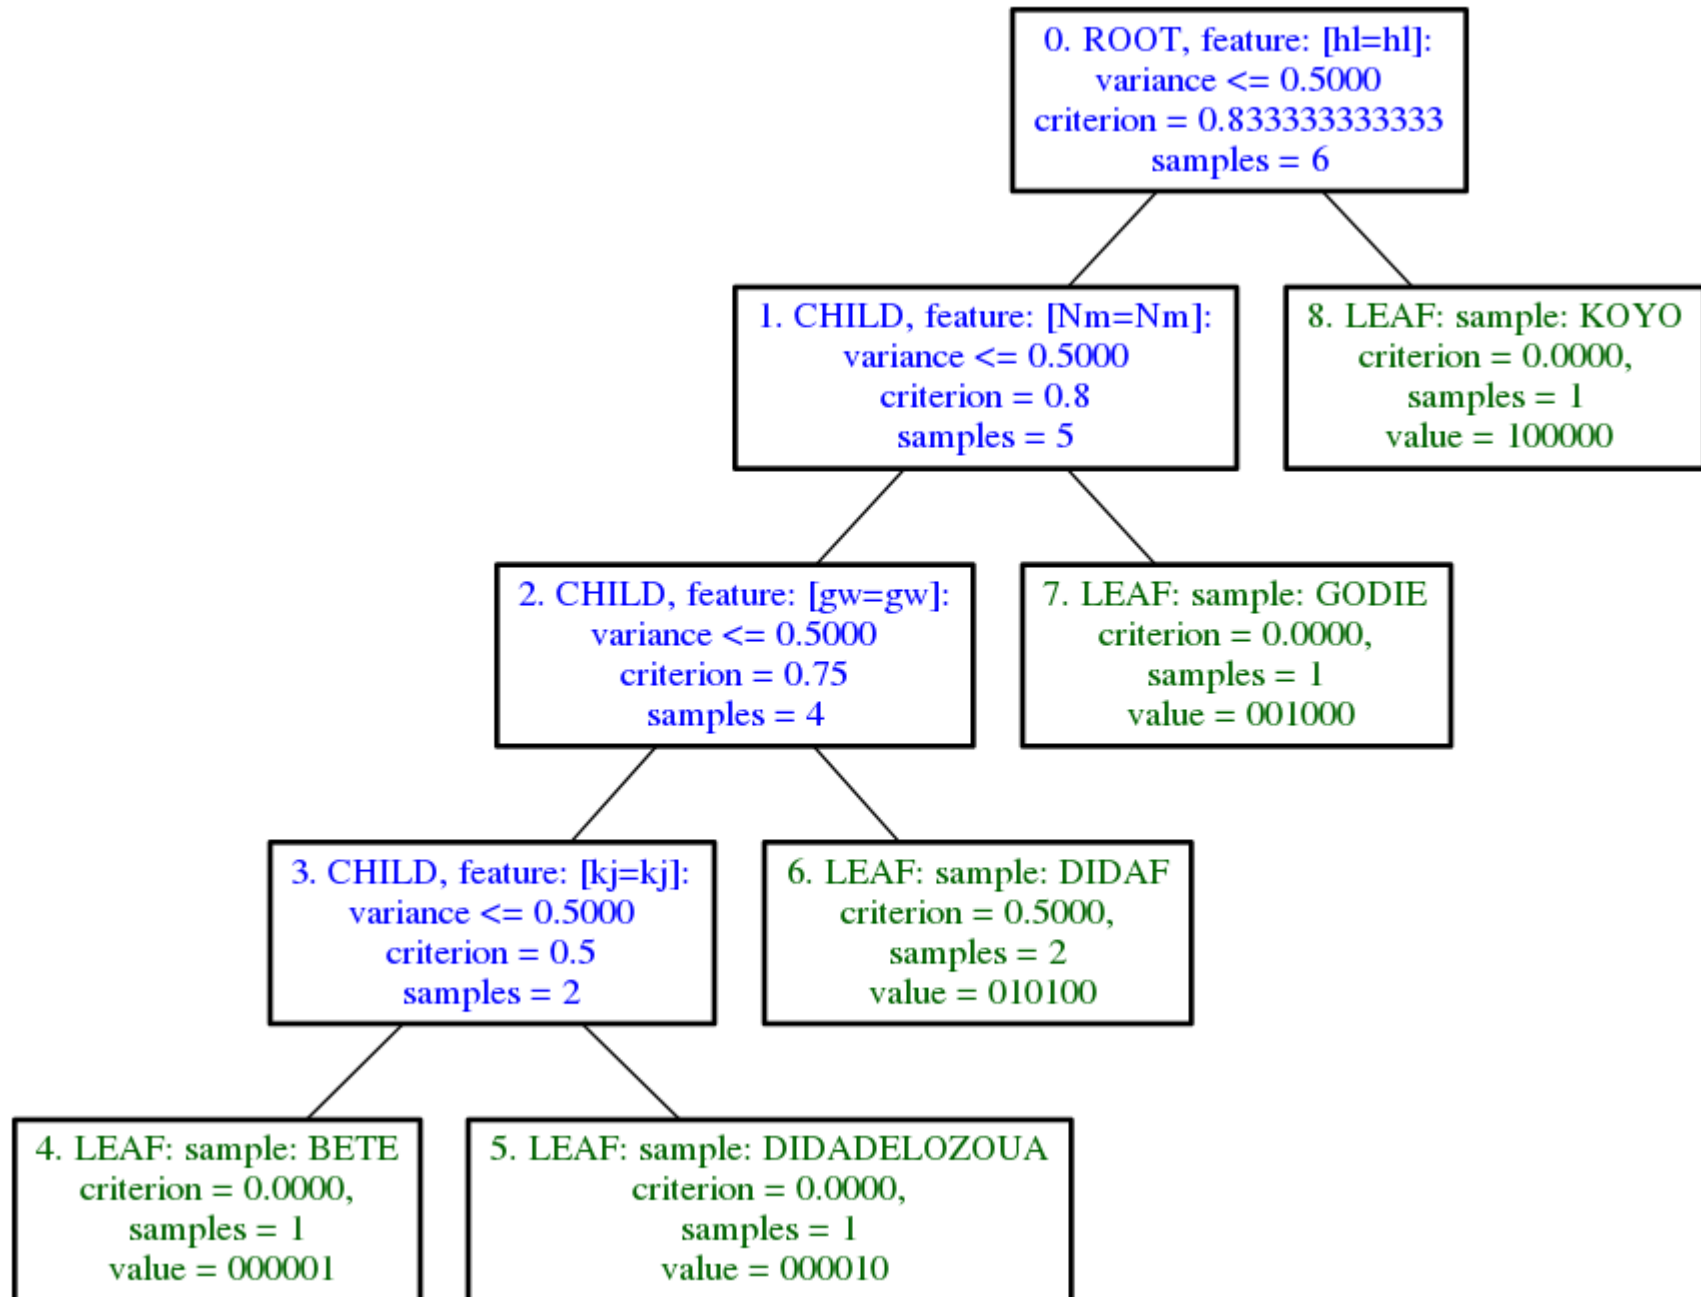 0. ROOT, feature: [hl=hl]:
variance <= 0.5000
criterion = 0.833333333333
samples = 6
1. CHILD, feature: [Nm=Nm]:
variance <= 0.5000
criterion = 0.8
samples = 5
8. LEAF: sample: KOYO
criterion = 0.0000,
samples = 1
value = 100000
2. CHILD, feature: [gw=gw]:
variance <= 0.5000
criterion = 0.75
samples = 4
7. LEAF: sample: GODIE
criterion = 0.0000,
samples = 1
value = 001000
3. CHILD, feature: [kj=kj]:
variance <= 0.5000
criterion = 0.5
samples = 2
6. LEAF: sample: DIDAF
criterion = 0.5000,
samples = 2
value = 010100
4. LEAF: sample: BETE
criterion = 0.0000,
samples = 1
value = 000001
5. LEAF: sample: DIDADELOZOUA
criterion = 0.0000,
samples = 1
value = 000010